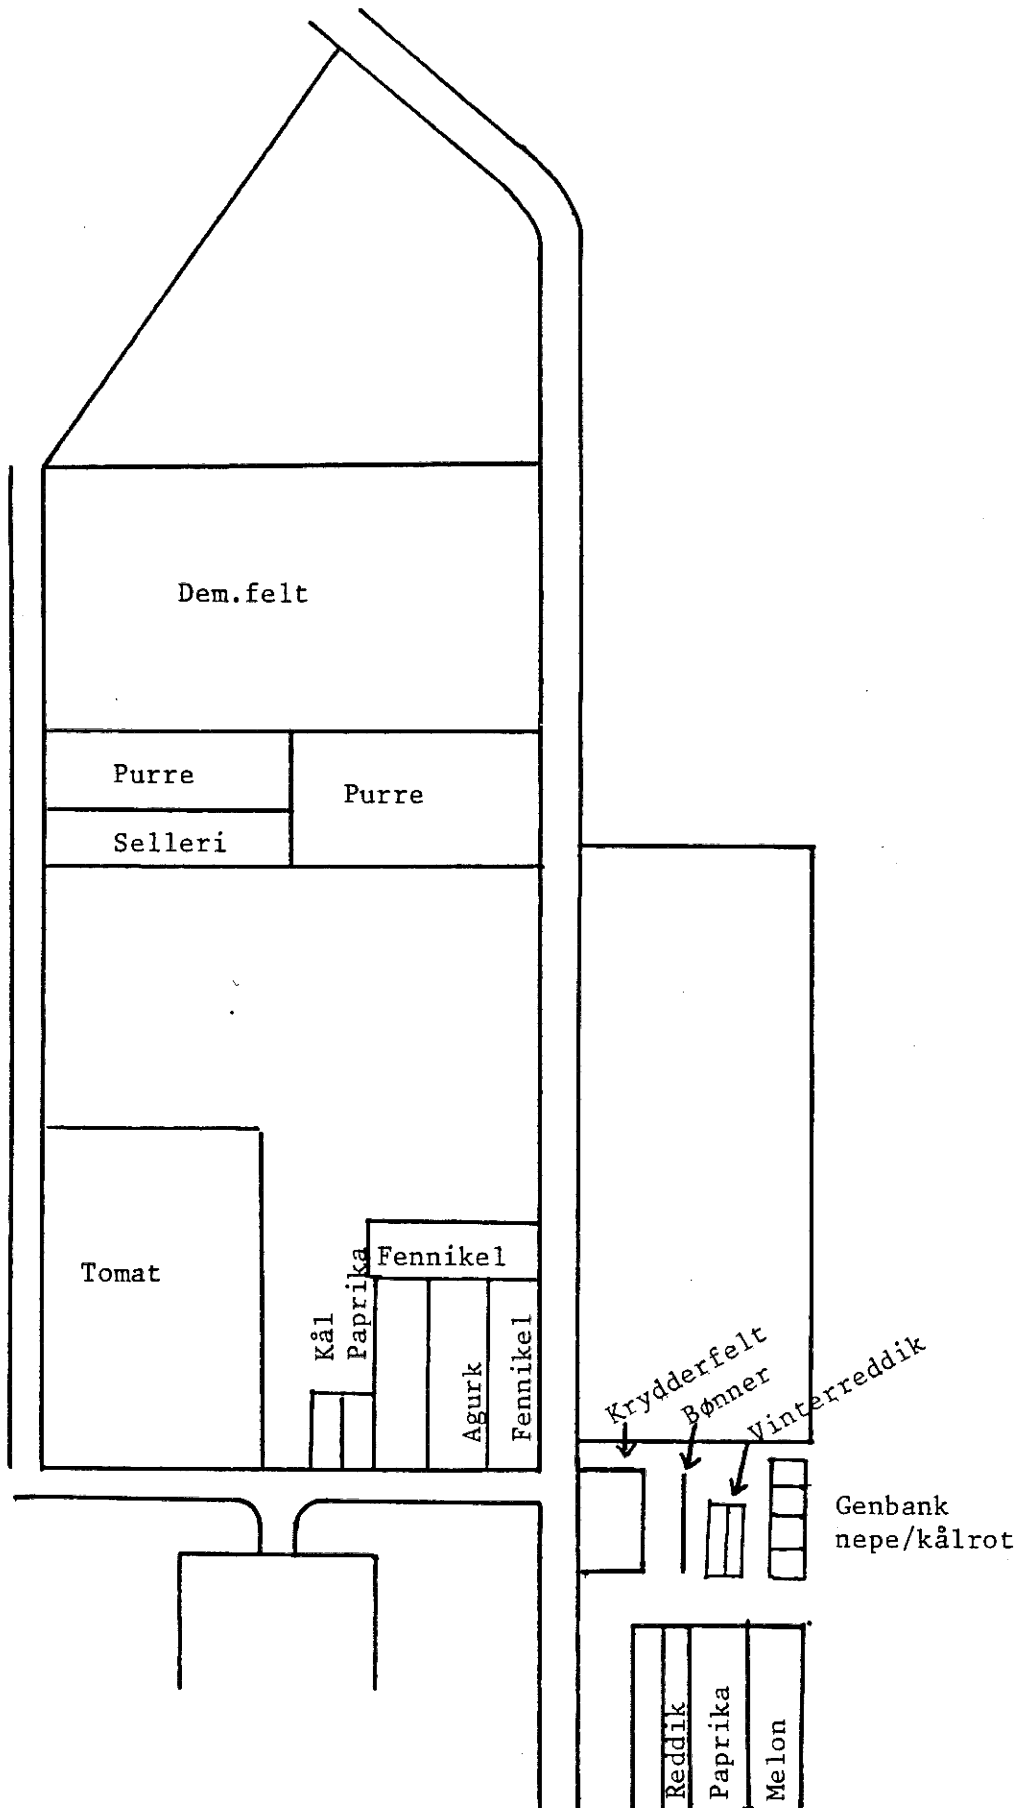 Dem.felt
Purre
Purre
Selleri
Tomat
Kål
Paprika
Fennikel
Agurk
Fennikel
Krydderfelt
Bønner
Vinterreddik
Genbank
nepe/kålrot
Reddik
Paprika
Melon